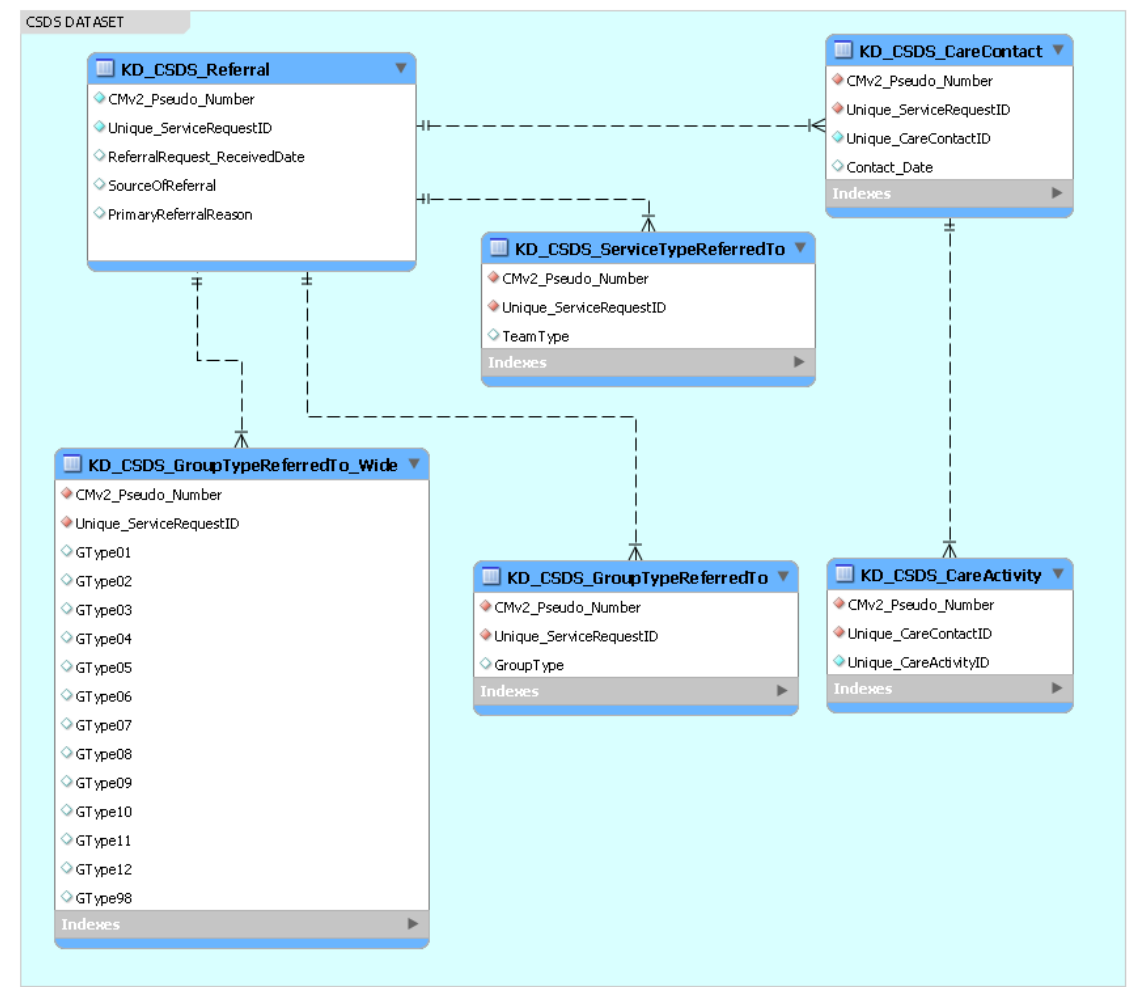 CSDS DATASET
KD_CSDS_Referral
CMv2_Pseudo_Number
Unique_ServiceRequestID
ReferralRequest_ReceivedDate
SourceOfReferral
PrimaryReferralReason
KD_CSDS_CareContact
CMv2_Pseudo_Number
Unique_ServiceRequestID
Unique_CareContactID
Contact_Date
Indexes
KD_CSDS_ServiceTypeReferredTo
CMv2_Pseudo_Number
Unique_ServiceRequestID
TeamType
Indexes
KD_CSDS_GroupTypeReferredTo_Wide
CMv2_Pseudo_Number
Unique_ServiceRequestID
GType01
GType02
GType03
GType04
GType05
GType06
GType07
GType08
GType09
GType10
GType11
GType12
GType98
Indexes
KD_CSDS_GroupTypeReferredTo
CMv2_Pseudo_Number
Unique_ServiceRequestID
GroupType
Indexes
KD_CSDS_CareActivity
CMv2_Pseudo_Number
Unique_CareContactID
Unique_CareActivityID
Indexes